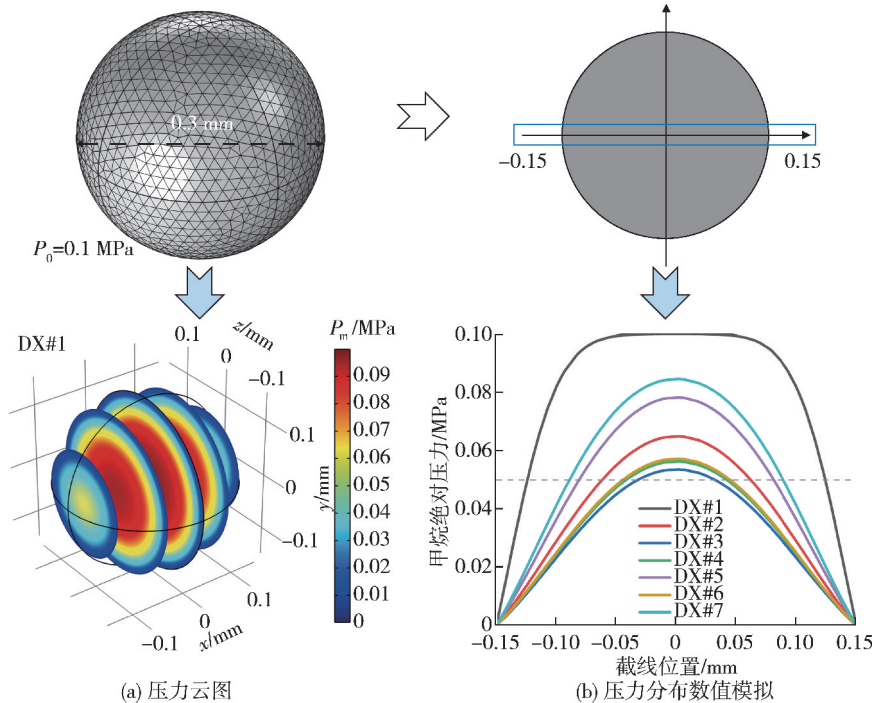 0.3 mm
P₀=0.1 MPa
-0.15
0.15
DX#1
0.1
0
-0.1
z/mm
0.1
0
-0.1
y/mm
0.1
0
-0.1
x/mm
Pₘ/MPa
0.09
0.08
0.07
0.06
0.05
0.04
0.03
0.02
0.01
0
(a) 压力云图
甲烷绝对压力/MPa
0.10
0.08
0.06
0.04
0.02
0
DX#1
DX#2
DX#3
DX#4
DX#5
DX#6
DX#7
-0.15
-0.10
-0.05
0
0.05
0.10
0.15
截线位置/mm
(b) 压力分布数值模拟